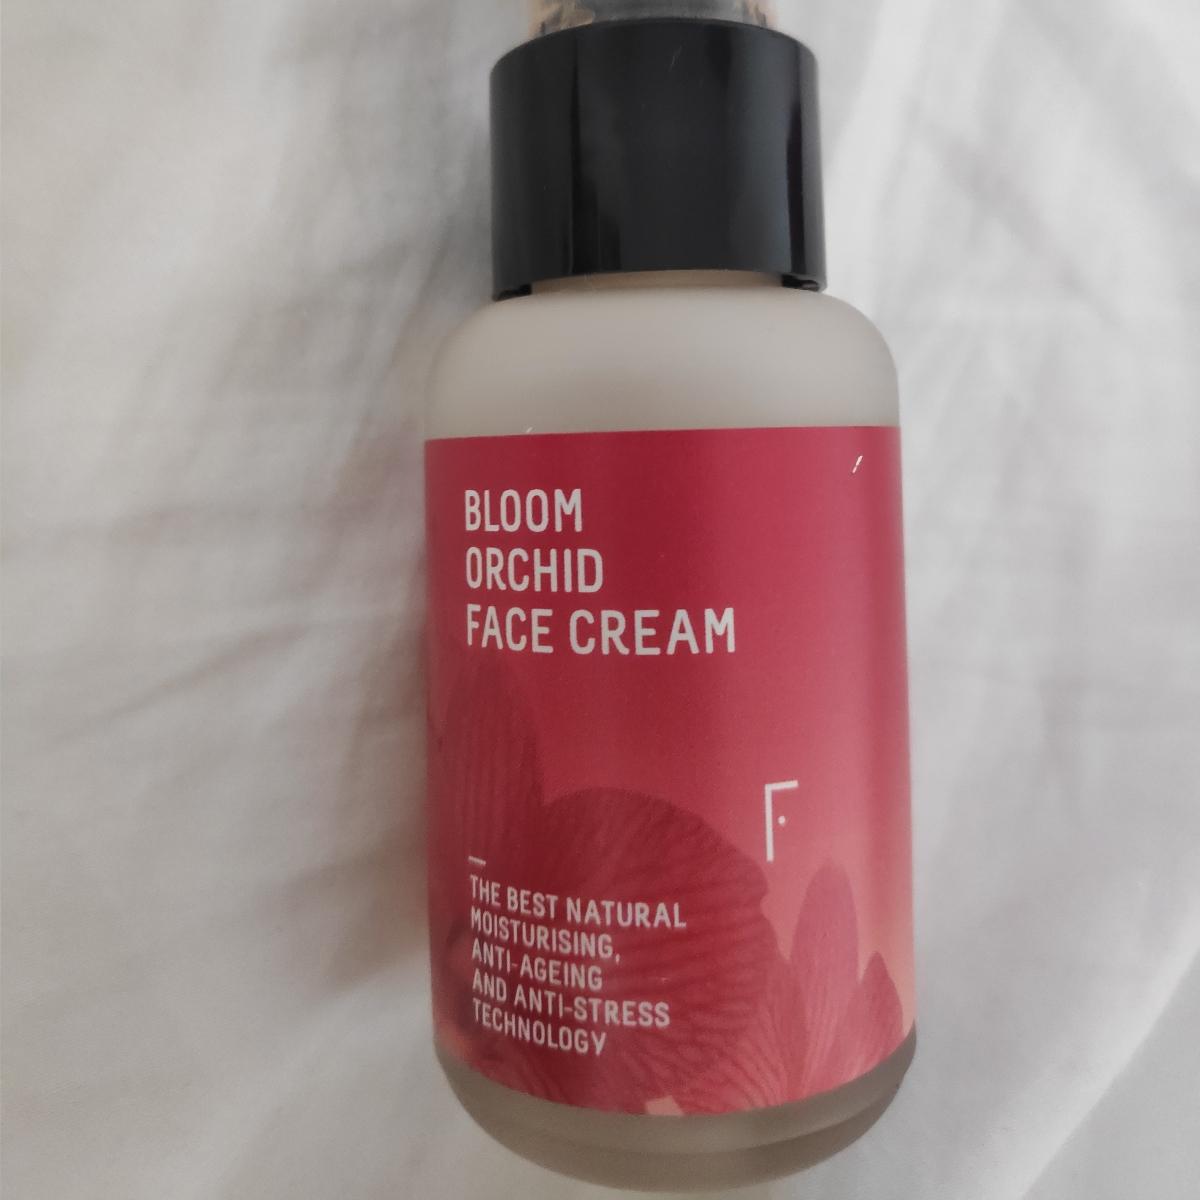 BLOOM
ORCHID
FACE CREAM
F
THE BEST NATURAL
MOISTURISING,
ANTI-AGEING
AND ANTI-STRESS
TECHNOLOGY